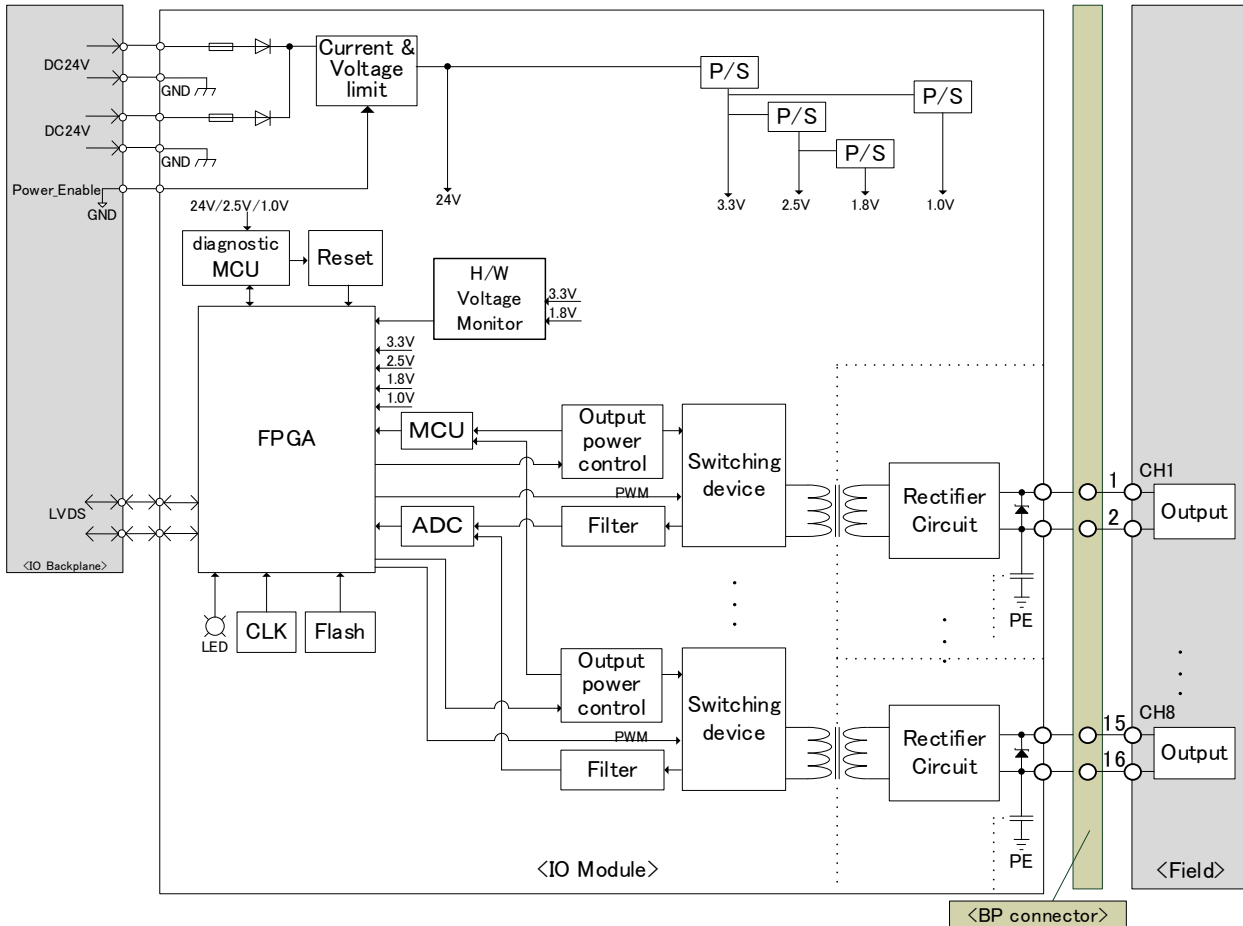 DC24V
GND
DC24V
GND
Power_Enable
GND
Current &
Voltage
limit
24V
P/S
P/S
P/S
P/S
3.3V
2.5V
1.8V
1.0V
24V/2.5V/1.0V
diagnostic
MCU
Reset
H/W
Voltage
Monitor
3.3V
1.8V
3.3V
2.5V
1.8V
1.0V
FPGA
MCU
Output
power
control
Switching
device
PWM
ADC
Filter
Rectifier
Circuit
1
2
CH1
Output
PE
LVDS
<IO Backplane>
LED
CLK
Flash
Output
power
control
Switching
device
PWM
Filter
Rectifier
Circuit
15
16
CH8
Output
PE
<IO Module>
<Field>
<BP connector>